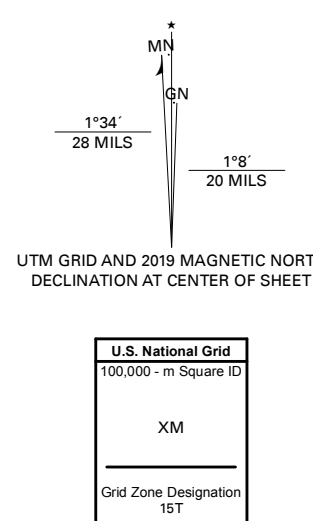 ★
MN
GN
1°34´
28 MILS
1°8´
20 MILS
UTM GRID AND 2019 MAGNETIC NORT
DECLINATION AT CENTER OF SHEET
U.S. National Grid
100,000 - m Square ID
XM
Grid Zone Designation
15T